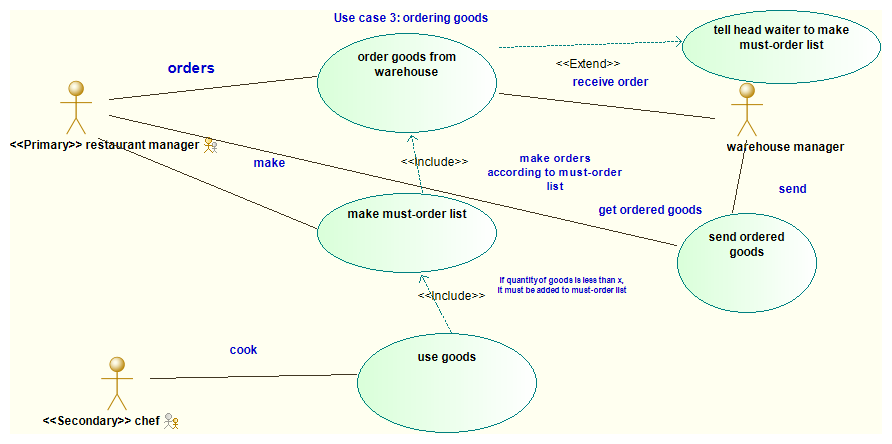 Use case 3: ordering goods
tell head waiter to make
must-order list
order goods from
warehouse
<<Extend>>
orders
receive order
<<Primary>> restaurant manager
warehouse manager
make
<<Include>>
make orders
according to must-order
list
send
make must-order list
get ordered goods
send ordered
goods
If quantity of goods is less than x,
it must be added to must-order list
<<Include>>
cook
use goods
<<Secondary>> chef